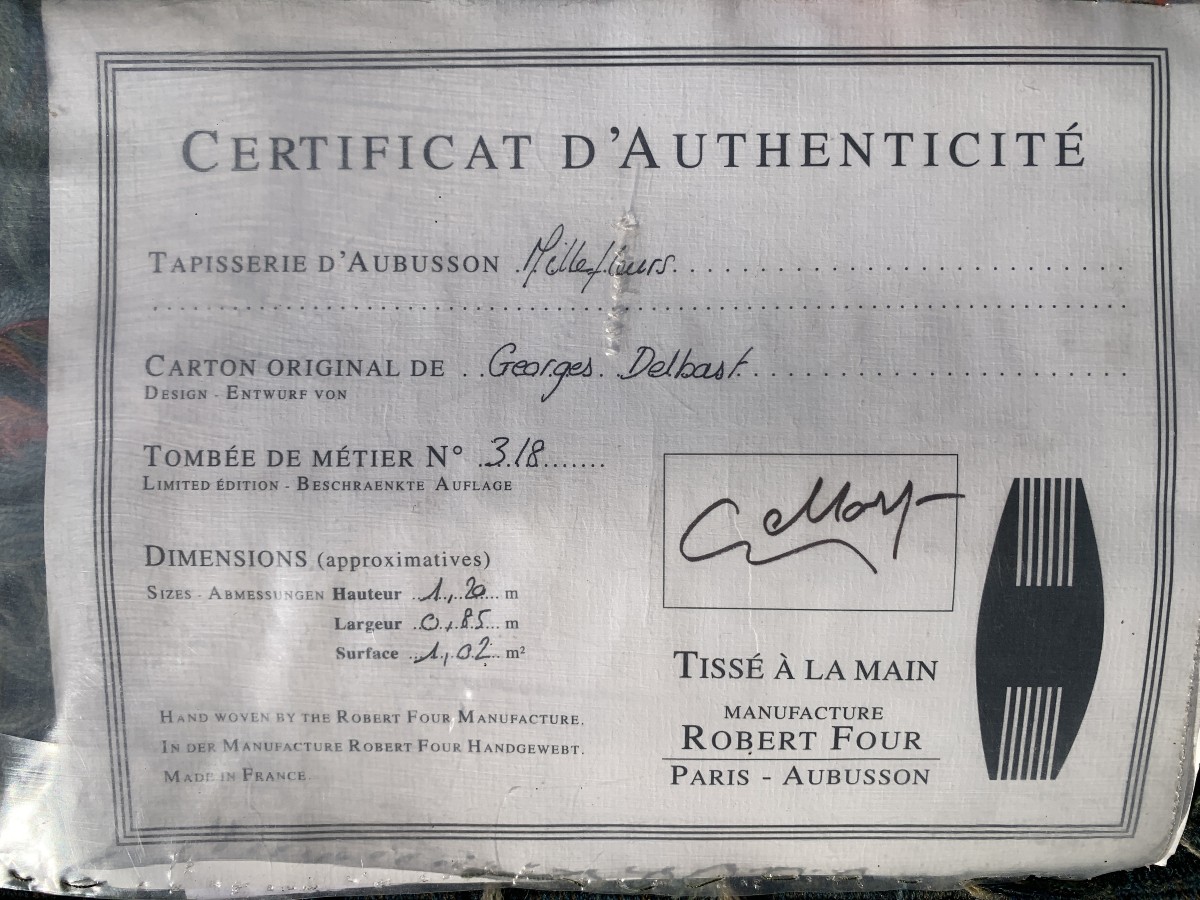 CERTIFICAT D'AUTHENTICITÉ
TAPISSERIE D'AUBUSSON Millefleurs
CARTON ORIGINAL DE Georges Delbast
DESIGN - ENTWURF VON
TOMBÉE DE MÉTIER N° 3/8
LIMITED ÉDITION - BESCHRAENKTE AUFLAGE
DIMENSIONS (approximatives)
SIZES - ABMESSUNGEN Hauteur 1,20 m
Largeur 0,85 m
Surface 1,02 m²
HAND WOVEN BY THE ROBERT FOUR MANUFACTURE.
IN DER MANUFACTURE ROBERT FOUR HANDGEWEBT.
MADE IN FRANCE
TISSÉ À LA MAIN
MANUFACTURE
ROBERT FOUR
PARIS - AUBUSSON